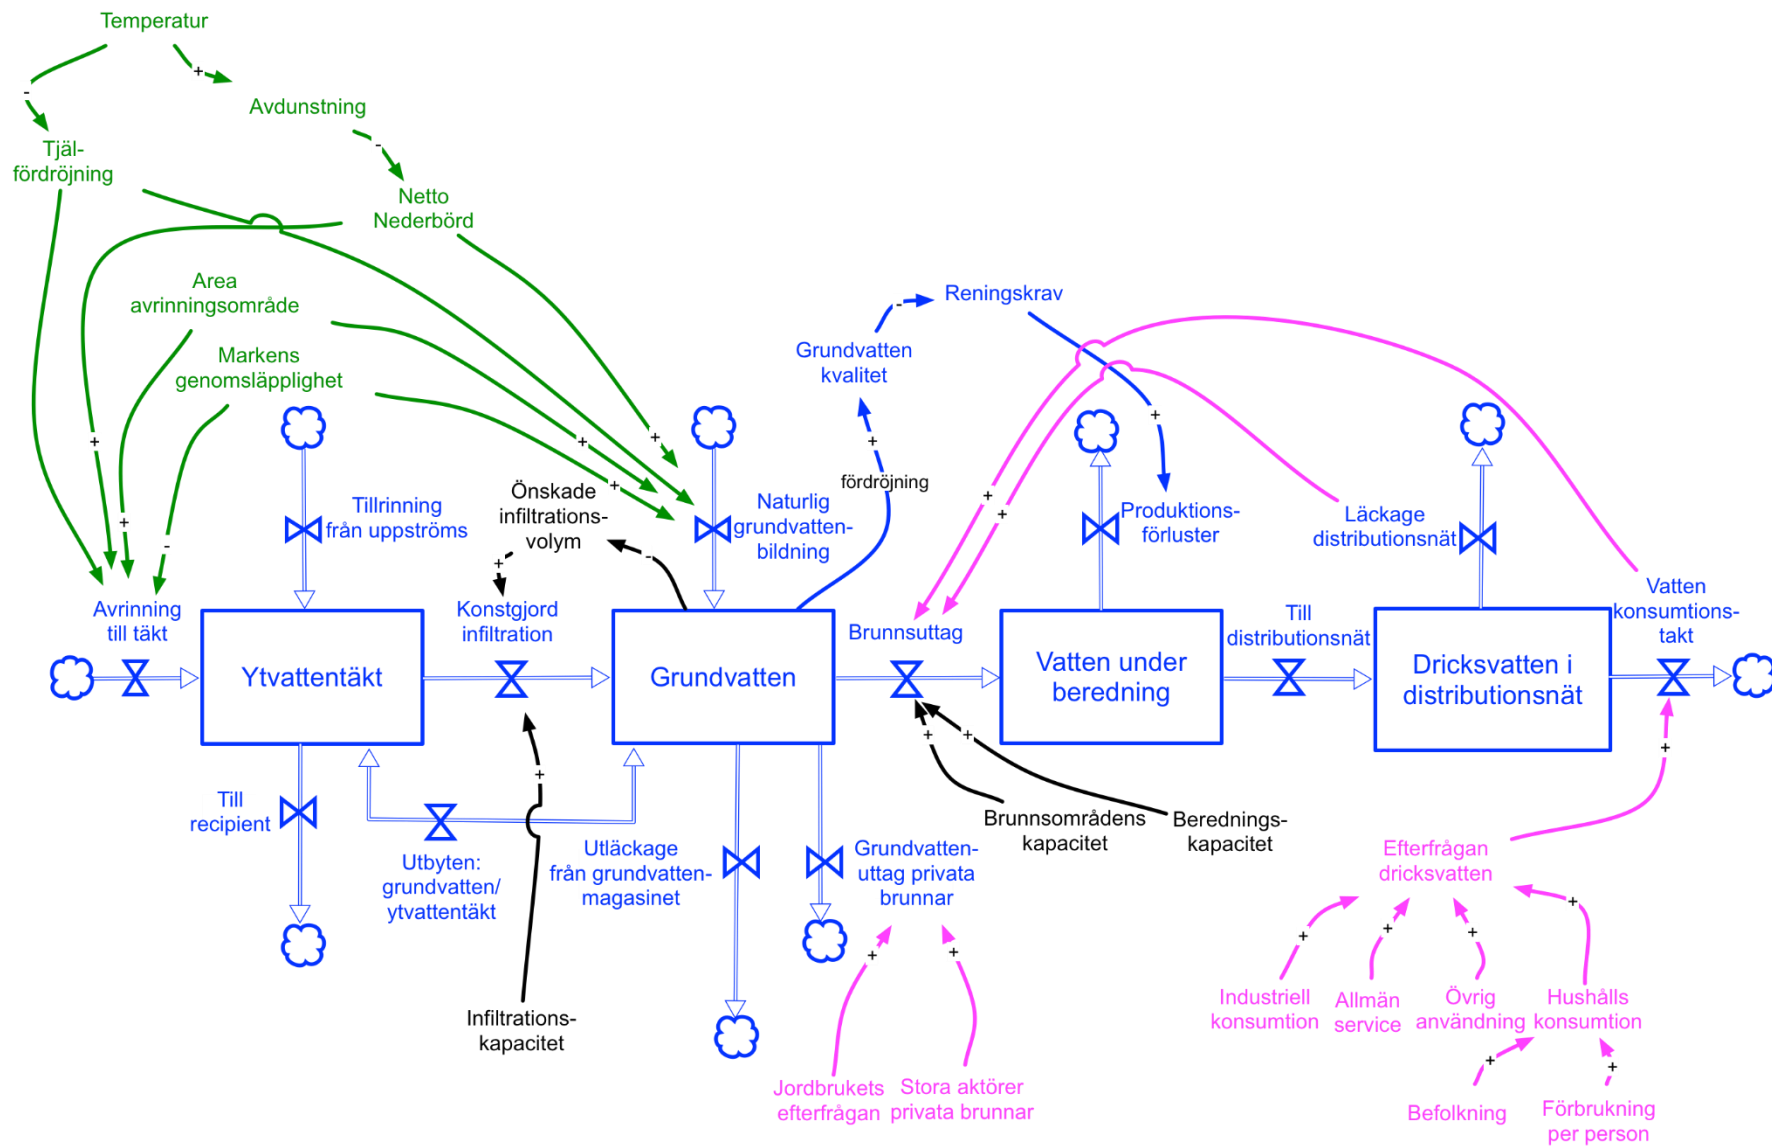 Temperatur
+
-
Avdunstning
Tjäl-
fördröjning
-
Netto
Nederbörd
Area
avrinningsområde
Markens
genomsläpplighet
Reningskrav
-
Grundvatten
kvalitet
+
+
+
+
+
+
fördröjning
Önskade
infiltrations-
volym
Tillrinning
från uppströms
Naturlig
grundvatten-
bildning
Produktions-
förluster
Läckage
distributionsnät
+
+
+
-
+
-
Avrinning
till täkt
Konstgjord
infiltration
Brunnsuttag
Till
distributionsnät
Vatten
konsumtions-
takt
Ytvattentäkt
Grundvatten
Vatten under
beredning
Dricksvatten i
distributionsnät
+
+
+
+
Till
recipient
Utbyten:
grundvatten/
ytvattentäkt
Utläckage
från grundvatten-
magasinet
Grundvatten-
uttag privata
brunnar
Brunnsområdens
kapacitet
Berednings-
kapacitet
Efterfrågan
dricksvatten
+
+
+
+
+
+
Infiltrations-
kapacitet
Industriell
konsumtion
Allmän
service
Övrig
användning
Hushålls
konsumtion
+
+
Jordbrukets
efterfrågan
Stora aktörer
privata brunnar
Befolkning
Förbrukning
per person